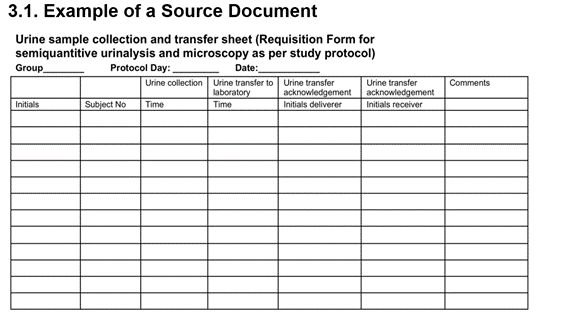 3.1. Example of a Source Document
Urine sample collection and transfer sheet (Requisition Form for
semiquantitative urinalysis and microscopy as per study protocol)
Group________ Protocol Day: _________ Date:____________
Urine collection Urine transfer to laboratory Urine transfer acknowledgement Urine transfer acknowledgement Comments
Initials Subject No Time Time Initials deliverer Initials receiver